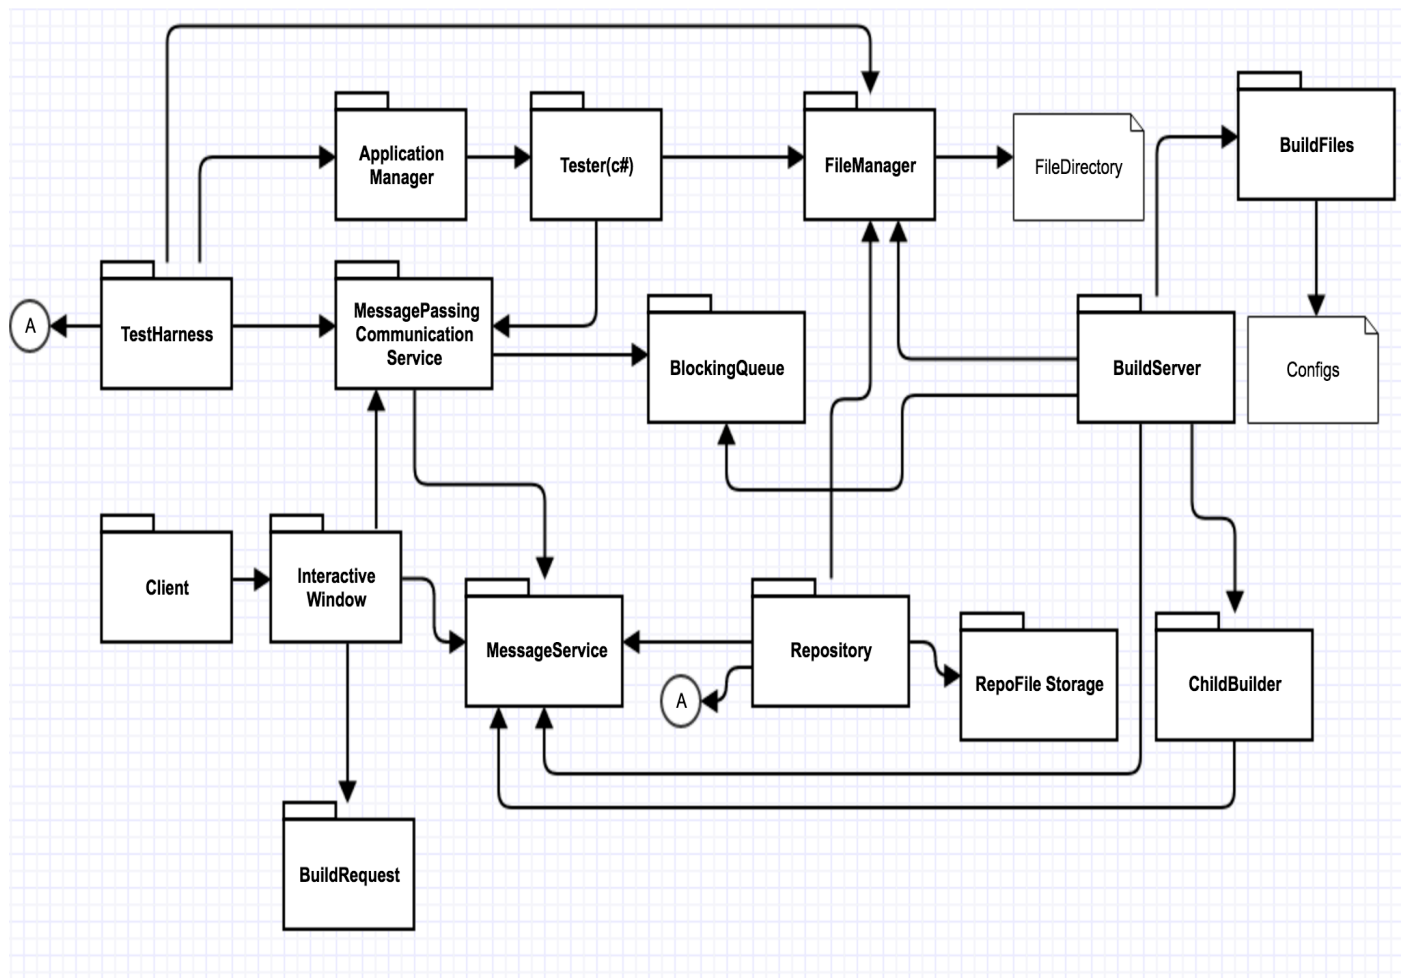 Application
Manager
Tester(c#)
FileManager
FileDirectory
BuildFiles
A
TestHarness
MessagePassing
Communication
Service
BlockingQueue
BuildServer
Configs
Client
Interactive
Window
MessageService
Repository
A
RepoFile Storage
ChildBuilder
BuildRequest